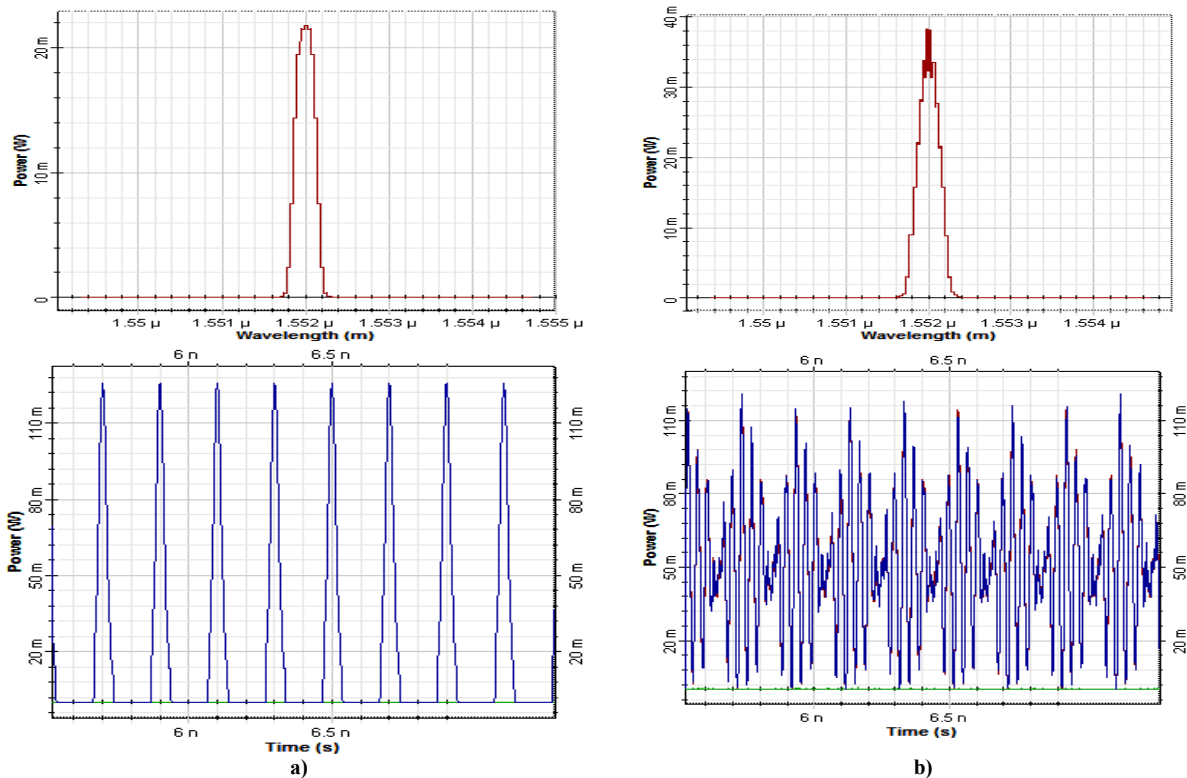 20 m
10 m
0
Power (W)
1.55 µ 1.551 µ 1.552 µ 1.553 µ 1.554 µ 1.555 µ
Wavelength (m)
40 m
30 m
20 m
10 m
0
Power (W)
1.55 µ 1.551 µ 1.552 µ 1.553 µ 1.554 µ
Wavelength (m)
6 n 6.5 n
110 m 110 m
80 m 80 m
50 m 50 m
20 m 20 m
Power (W)
6 n 6.5 n
Time (s)
a)
6 n 6.5 n
110 m 110 m
80 m 80 m
50 m 50 m
20 m 20 m
Power (W)
6 n 6.5 n
Time (s)
b)